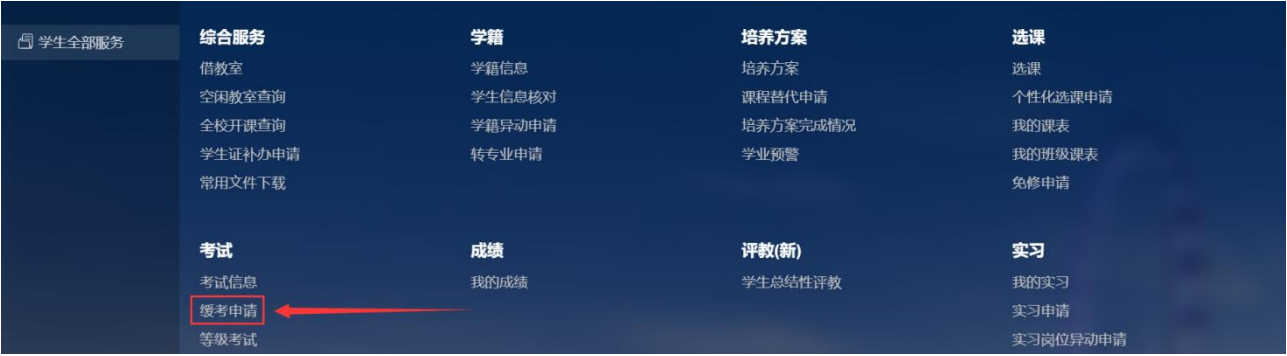 学生全部服务
综合服务
借教室
空闲教室查询
全校开课查询
学生证补办申请
常用文件下载
学籍
学籍信息
学生信息核对
学籍异动申请
转专业申请
培养方案
培养方案
课程替代申请
培养方案完成情况
学业预警
选课
选课
个性化选课申请
我的课表
我的班级课表
免修申请
考试
考试信息
缓考申请
等级考试
成绩
我的成绩
评教(新)
学生总结性评教
实习
我的实习
实习申请
实习岗位异动申请